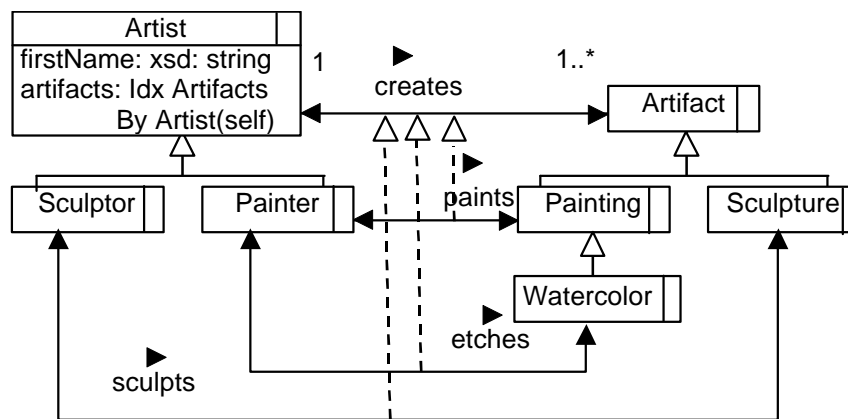 Artist
firstName: xsd: string
artifacts: Idx Artifacts
By Artist(self)
1
creates
1..*
Artifact
Sculptor
Painter
paints
Painting
Sculpture
Watercolor
etches
sculpts